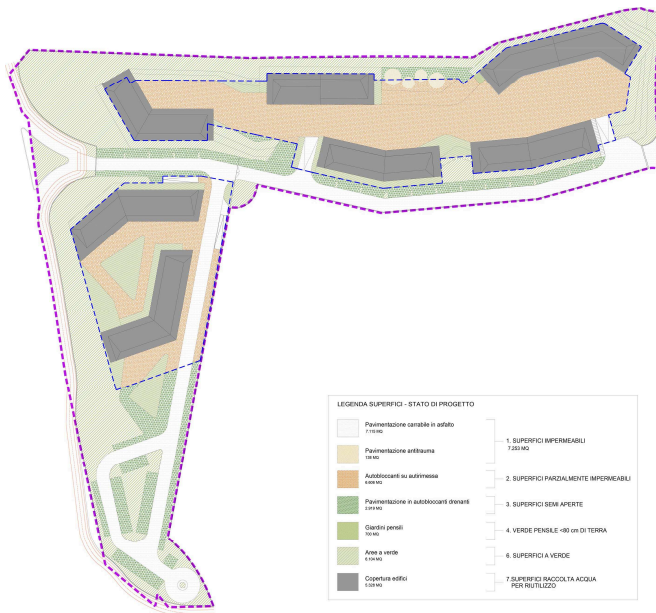 LEGENDA SUPERFICI - STATO DI PROGETTO
Pavimentazione carrabile in asfalto
7.115 MQ
Pavimentazione antitrauma
138 MQ
1. SUPERFICI IMPERMEABILI
7.253 MQ
Autobloccanti su autorimessa
6.608 MQ
2. SUPERFICI PARZIALMENTE IMPERMEABILI
Pavimentazione in autobloccanti drenanti
2.919 MQ
3. SUPERFICI SEMI APERTE
Giardini pensili
700 MQ
4. VERDE PENSILE <80 cm DI TERRA
Aree a verde
8.104 MQ
6. SUPERFICI A VERDE
Copertura edifici
5.328 MQ
7.SUPERFICI RACCOLTA ACQUA
PER RIUTILIZZO